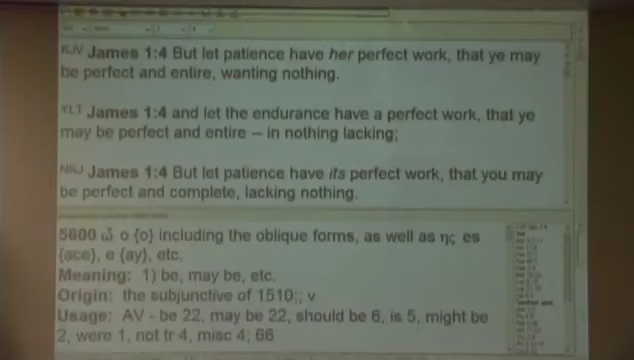 KJV James 1:4 But let patience have her perfect work, that ye may
be perfect and entire, wanting nothing.
YLT James 1:4 and let the endurance have a perfect work, that ye
may be perfect and entire — in nothing lacking;
NKJ James 1:4 But let patience have its perfect work, that you may
be perfect and complete, lacking nothing.
5600 ὦ o {o} including the oblique forms, as well as ης es
{ace}, e {ay}, etc.
Meaning: 1) be, may be, etc.
Origin: the subjunctive of 1510;, v
Usage: AV - be 22, may be 22, should be 6, is 5, might be
2, were 1, not tr 4, misc 4; 66